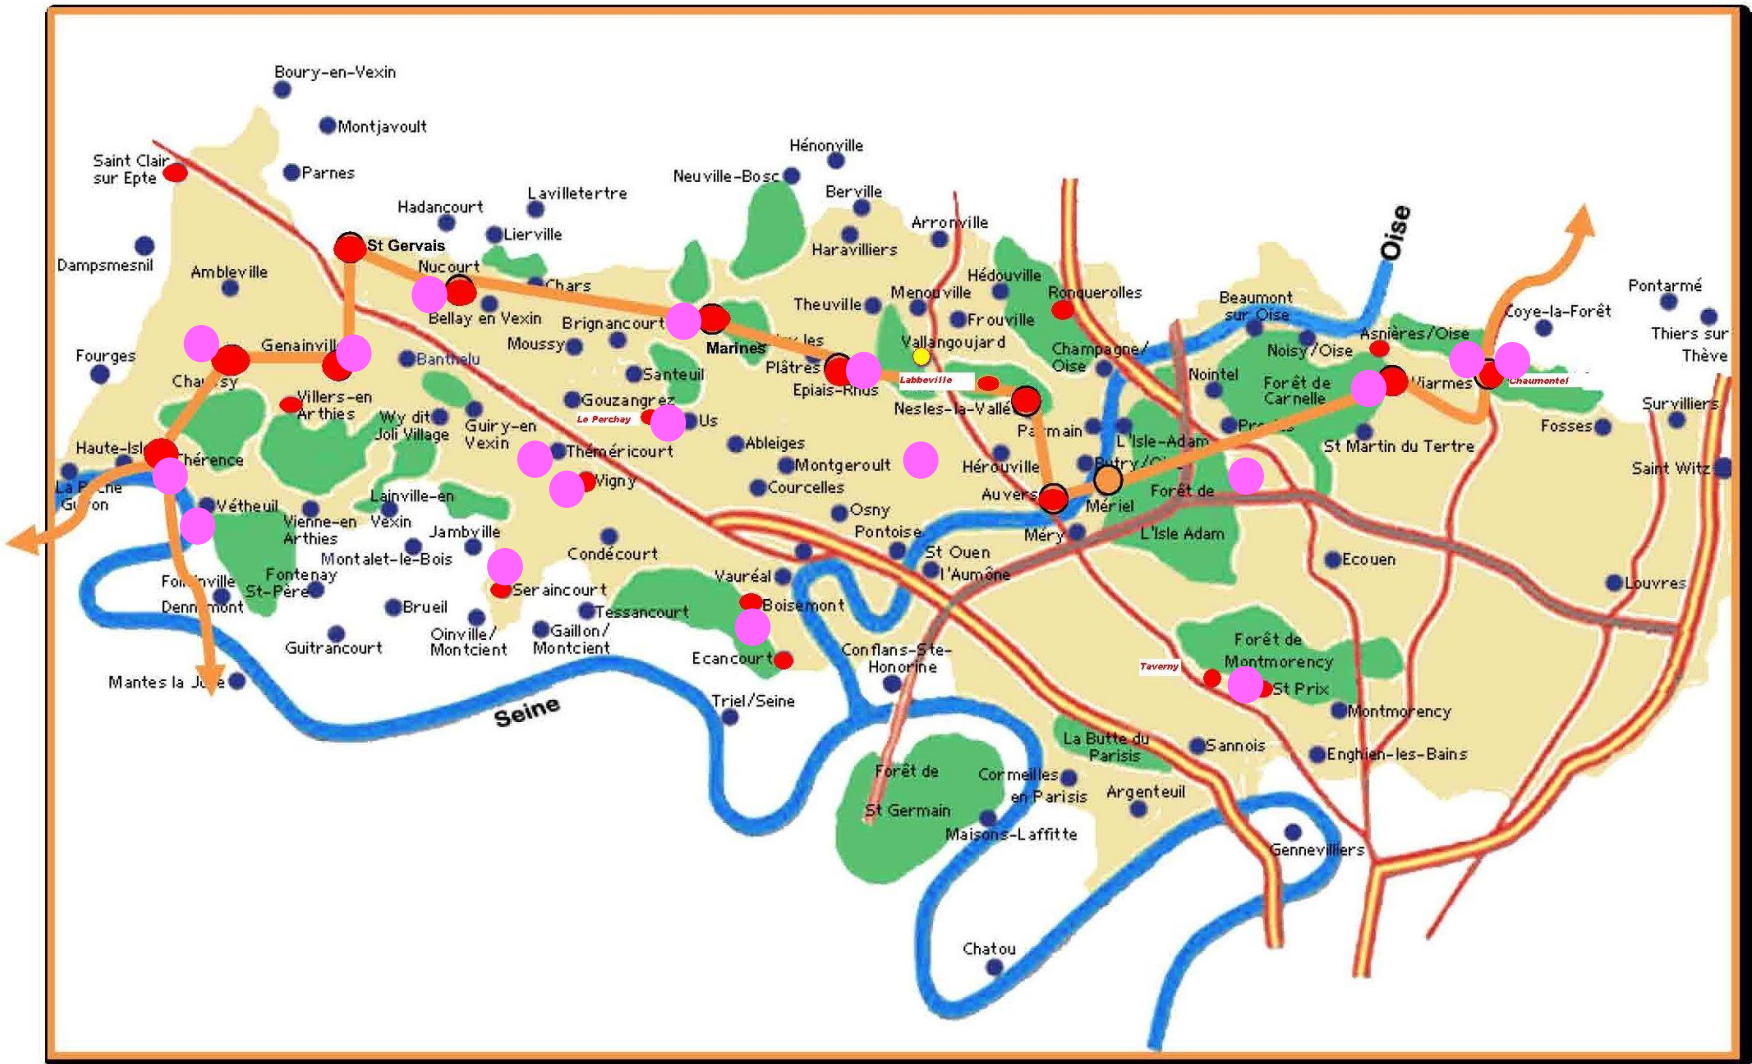 Boury-en-Vexin
Montjavoult
Saint Clair
sur Epte
Parnes
Hénonville
Neuville-Bosc
Berville
Lavilletertre
Hadancourt
Lierville
Arronville
Haravilliers
Oise
St Gervais
Dampsmesnil
Ambleville
Nucourt
Chars
Hédouville
Ronquerolles
Menouville
Theuville
Beaumont
sur Oise
Pontarmé
Coye-la-Forêt
Bellay en Vexin
Brignancourt
Frouville
Asnières/Oise
Thiers sur
Thève
Moussy
Marines
Vallangoujard
Champagne/
Oise
Noisy/Oise
Genainville
Fourges
Banthelu
Santeuil
Plâtres
Epiais-Rhus
Labbeville
Nointel
Forêt de
Carnelle
Viarmes
Chaumontel
Villers-en
Arthies
Gouzangrez
Nesles-la-Vallé
Survilliers
Wy dit
Joli Village
Guiry-en
Vexin
Le Perchay
Us
Parmain
L'Isle-Adam
St Martin du Tertre
Fosses
Haute-Isle
Thérence
Théméricourt
Ableiges
Montgeroult
Hérouville
Saint Witz
Guyon
Vétheuil
Lainville-en
Vexin
Vigny
Courcelles
Auvers
Mériel
Forêt de
L'Isle Adam
Vienne-en
Arthies
Jambville
Osny
Pontoise
Méry
Montalet-le-Bois
Condécourt
St Ouen
l'Aumône
Ecouen
Fontenay
St-Père
Seraincourt
Vauréal
Louvres
Brueil
Tessancourt
Boisemont
Guitrancourt
Oinville/
Montcient
Gaillon/
Montcient
Ecancourt
Conflans-Ste-
Honorine
Forêt de
Montmorency
Taverny
St Prix
Mantes la Jolie
Seine
Triel/Seine
Montmorency
La Butte du
Parisis
Sannois
Enghien-les-Bains
Forêt de
St Germain
Cormeilles
en Parisis
Argenteuil
Maisons-Laffitte
Gennevilliers
Chatou